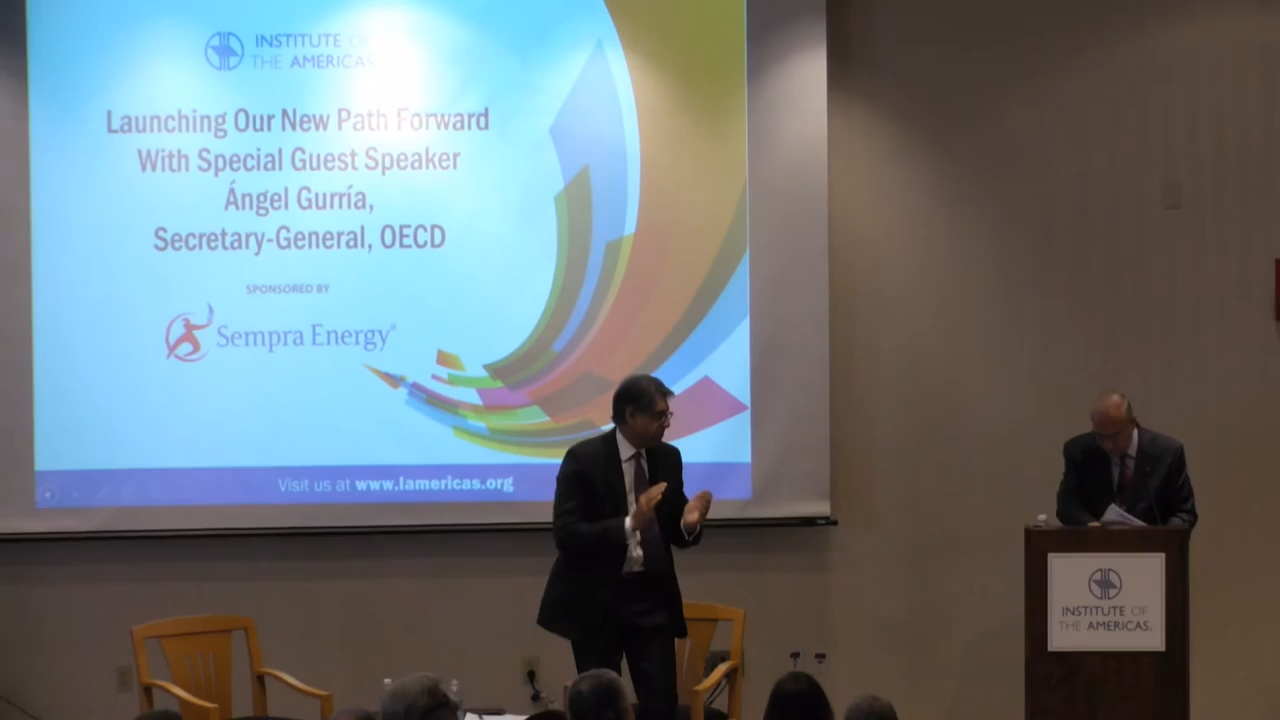 INSTITUTE OF
THE AMERICAS
Launching Our New Path Forward
With Special Guest Speaker
Ángel Gurría,
Secretary-General, OECD
SPONSORED BY
Sempra Energy®
Visit us at www.iamericas.org
INSTITUTE OF
THE AMERICAS